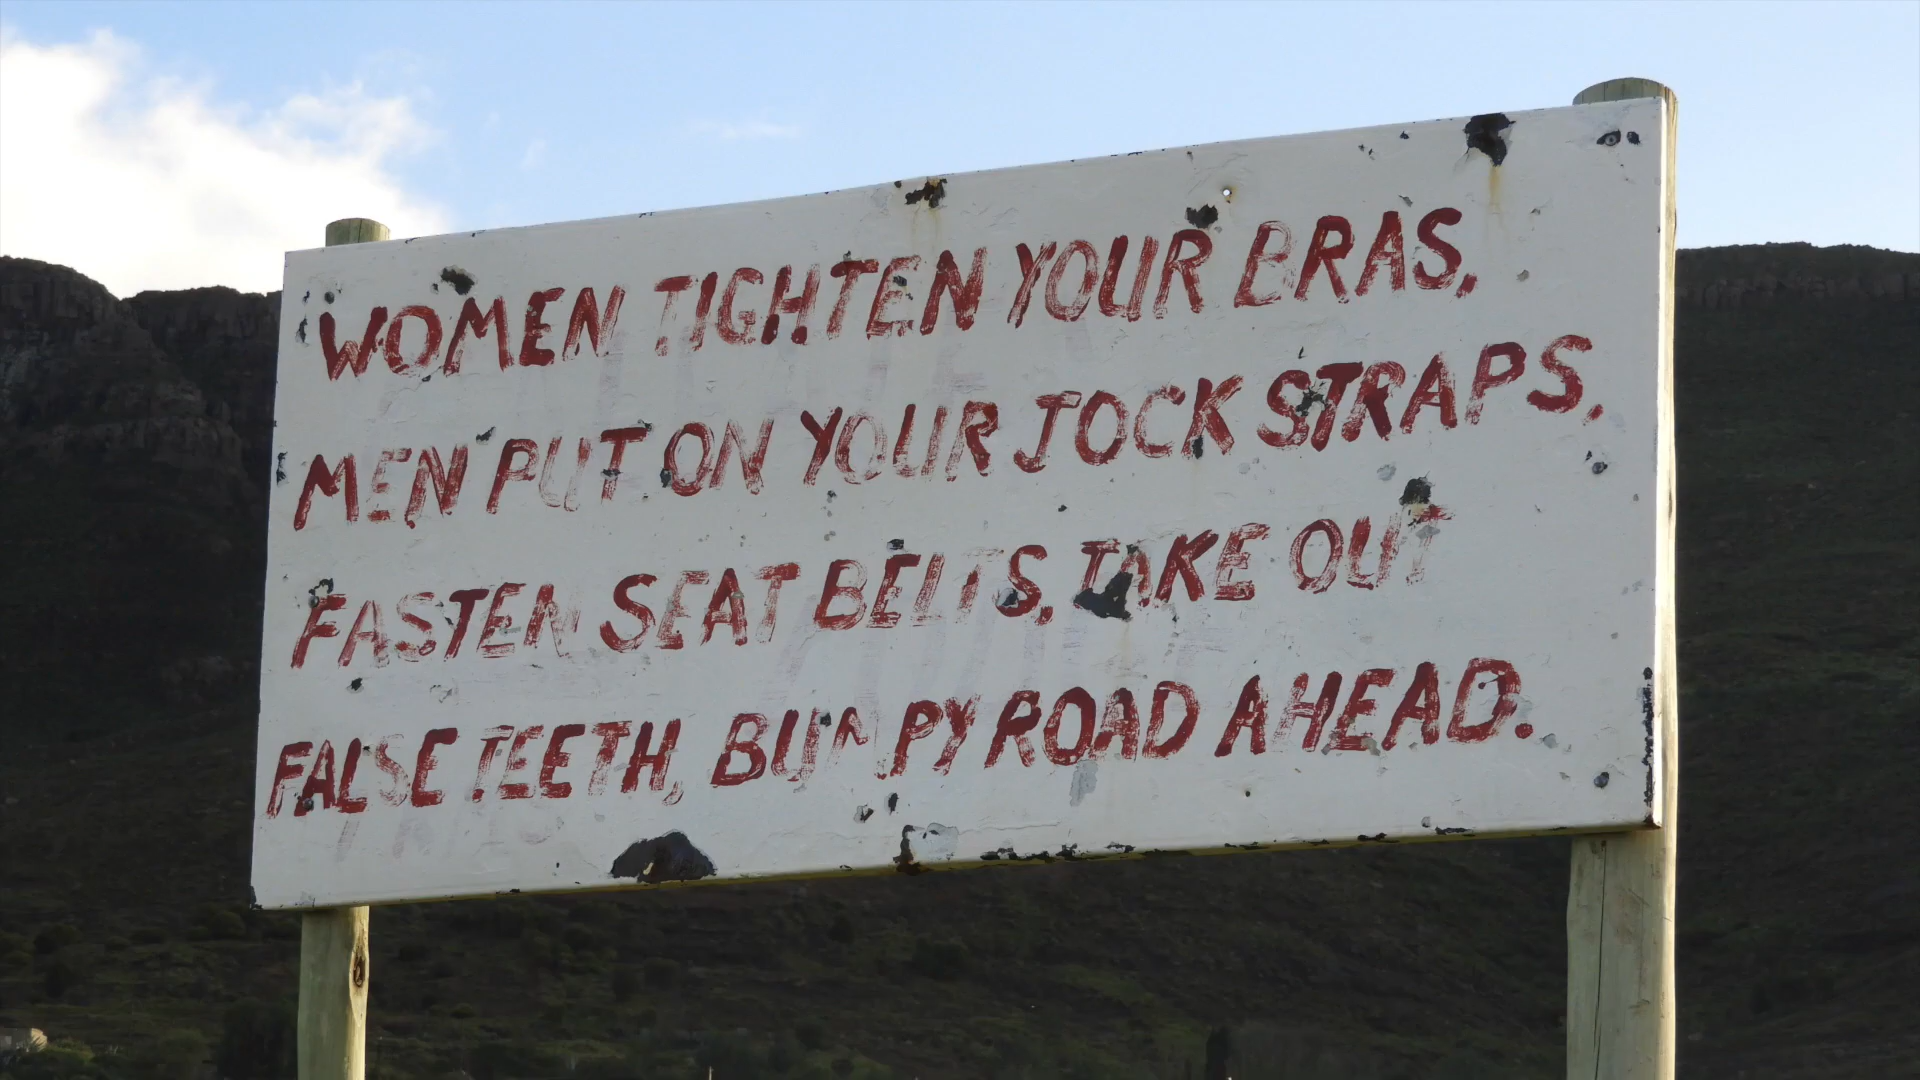 WOMEN TIGHTEN YOUR BRAS,
MEN PUT ON YOUR JOCK STRAPS,
FASTEN SEAT BELTS, TAKE OUT
FALSE TEETH, BUMPY ROAD AHEAD.